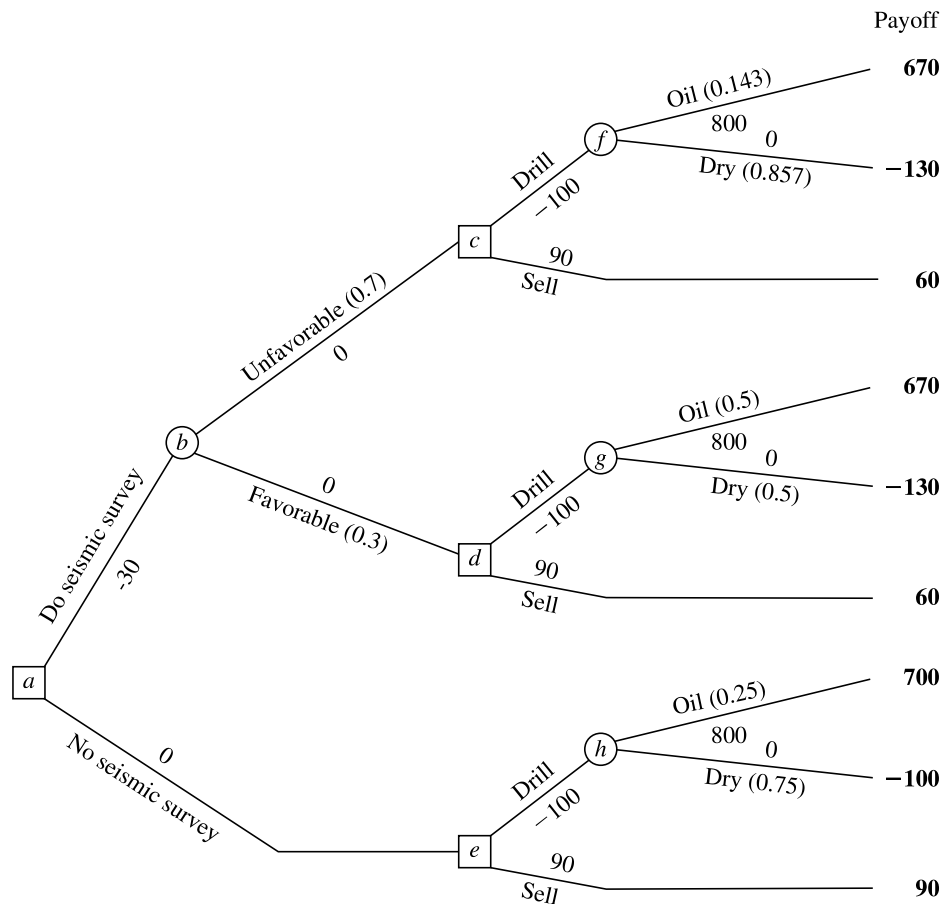 Payoff
670
Oil (0.143)
800
0
f
Dry (0.857)
−130
Drill
−100
c
90
Sell
60
Unfavorable (0.7)
0
670
Oil (0.5)
800
0
g
Dry (0.5)
−130
b
0
Favorable (0.3)
Drill
−100
d
90
Sell
60
Do seismic survey
-30
a
700
Oil (0.25)
800
0
h
Dry (0.75)
−100
0
No seismic survey
Drill
−100
e
90
Sell
90